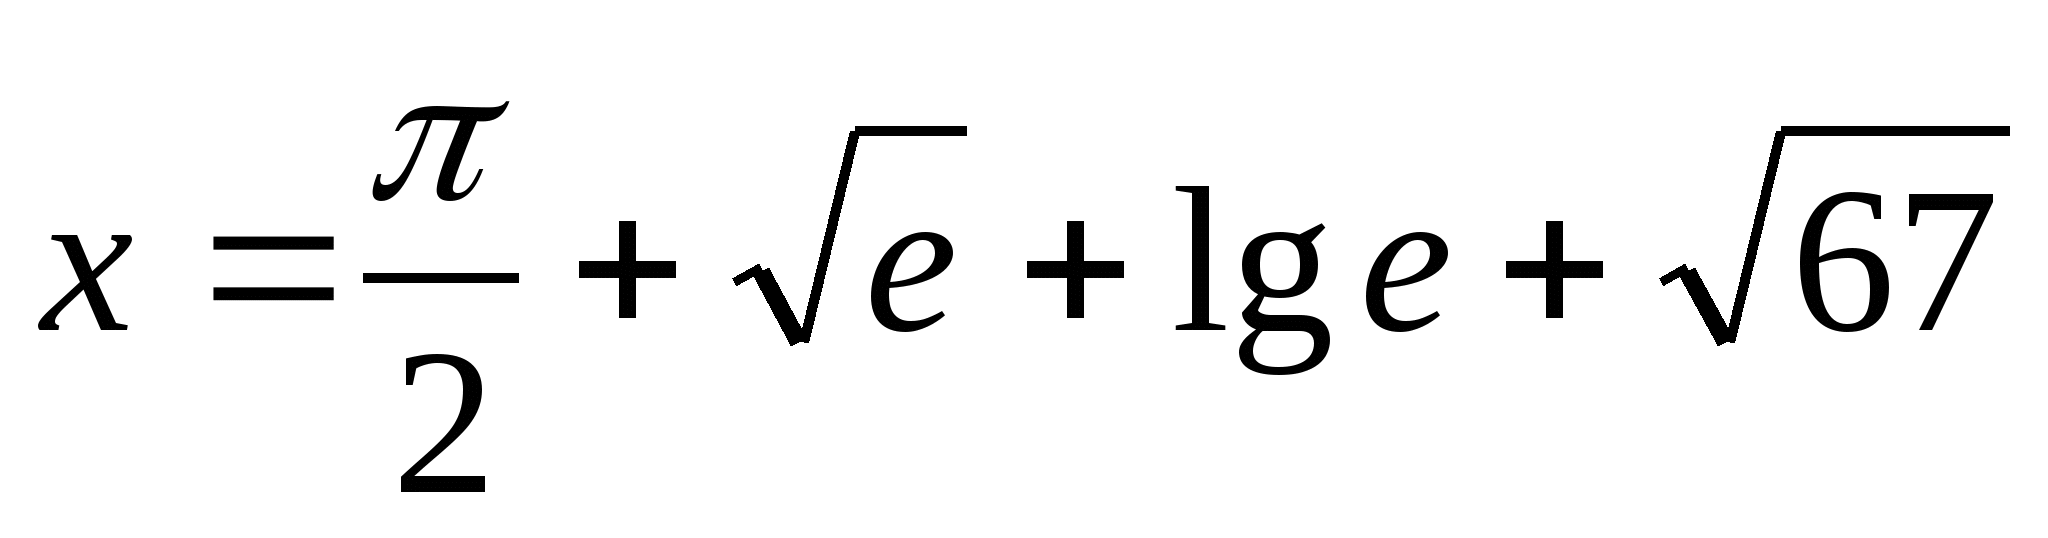 x = π/2 + √e + lg e + √67